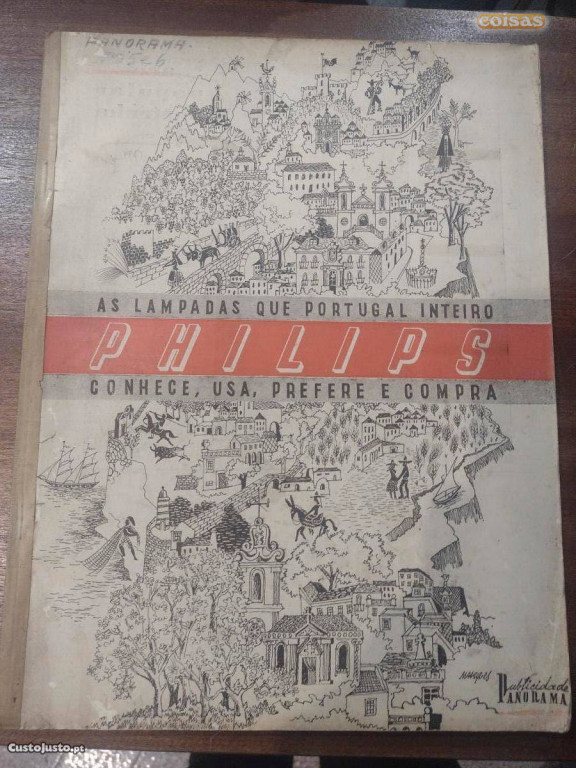 coisas
PANORAMA.
AS LAMPADAS QUE PORTUGAL INTEIRO
PHILIPS
CONHECE, USA, PREFERE E COMPRA
Publicidade
PANORAMA
CustoJusto.pt